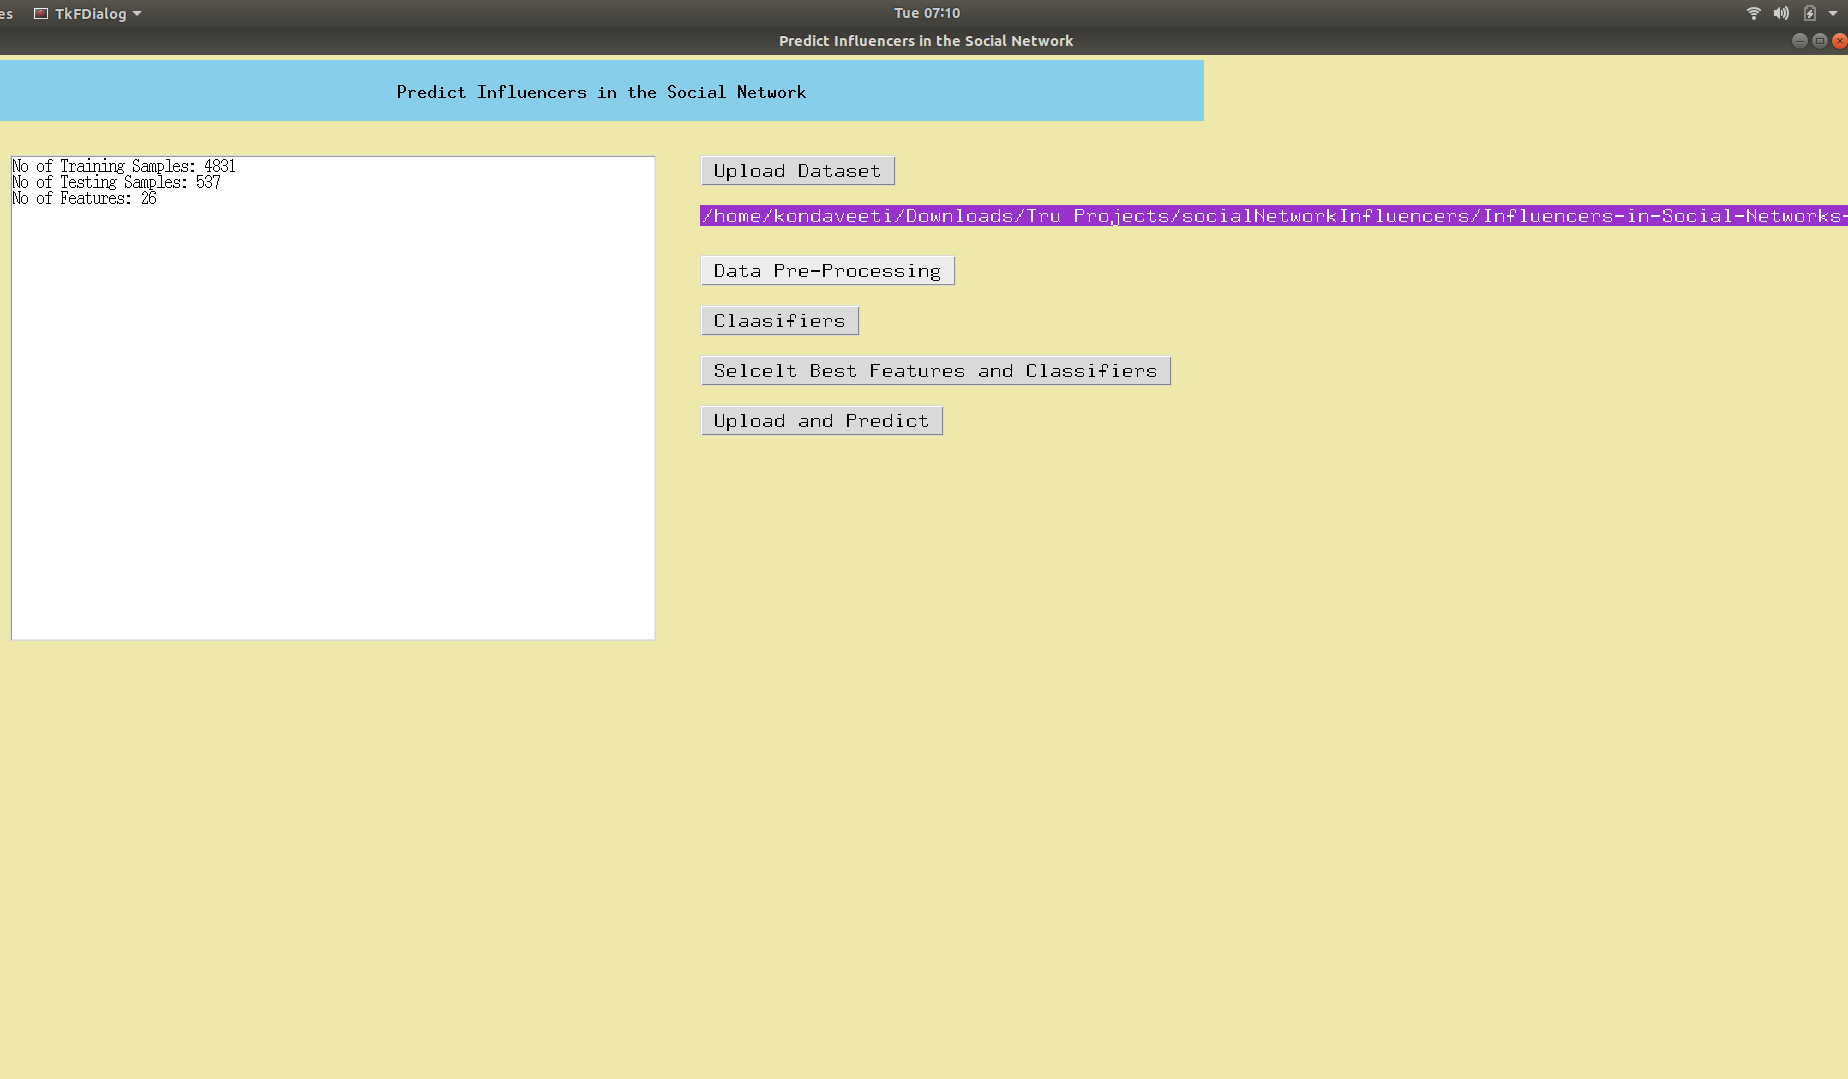 es TkFDialog Tue 07:10
Predict Influencers in the Social Network
Predict Influencers in the Social Network
No of Training Samples: 4831
No of Testing Samples: 537
No of Features: 26
Upload Dataset
/home/kondaveeti/Downloads/Tru Projects/socialNetworkInfluencers/Influencers-in-Social-Networks-
Data Pre-Processing
Claasifiers
Selcelt Best Features and Classifiers
Upload and Predict